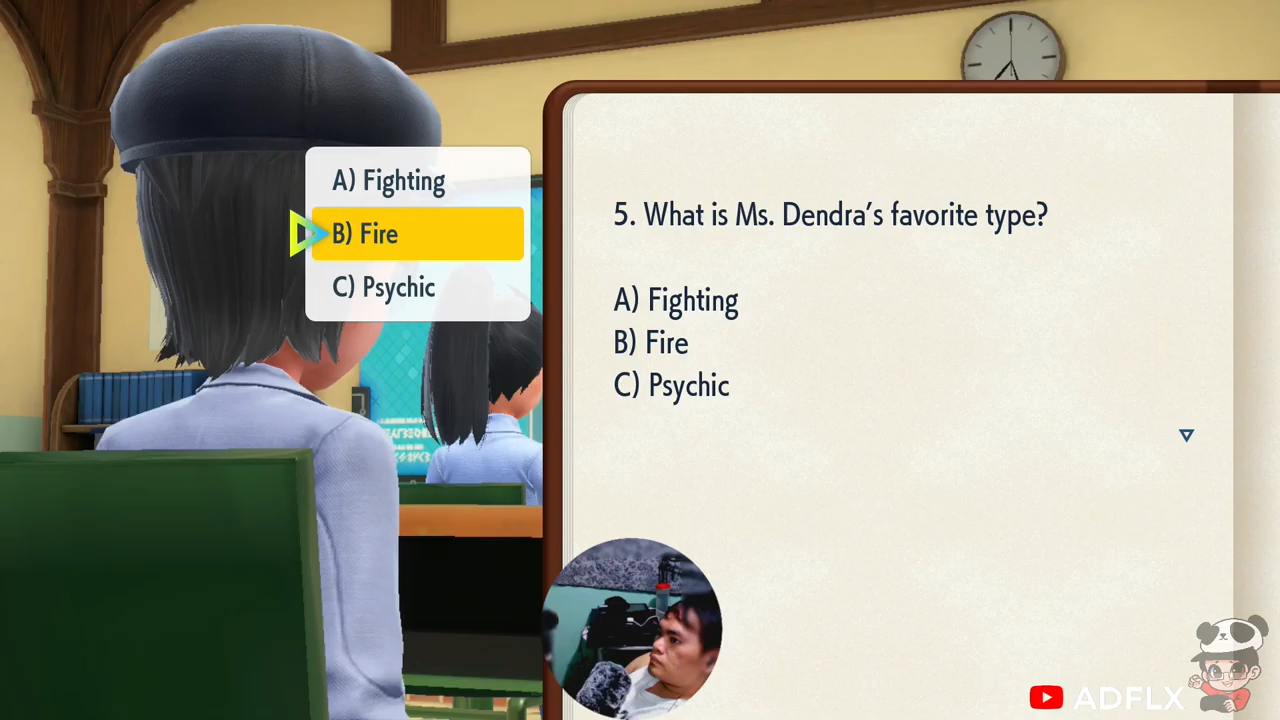 A) Fighting
B) Fire
C) Psychic
5. What is Ms. Dendra's favorite type?
A) Fighting
B) Fire
C) Psychic
ADFLX